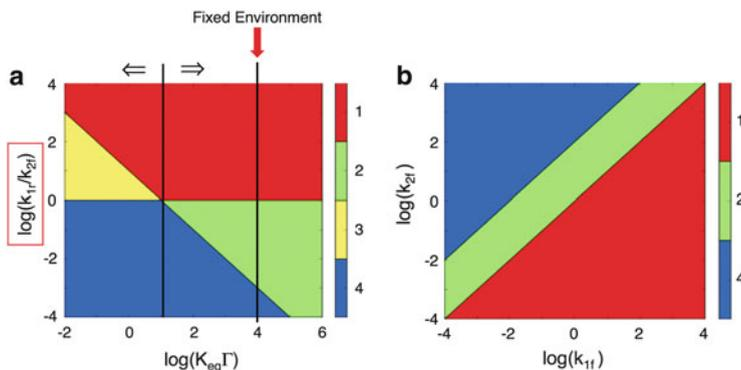 Fixed Environment
a
⇐ ⇒
4
2
0
-2
-4
log(k1r/k2f)
-2 0 2 4 6
log(KeqΓ)
1
2
3
4
b
4
2
0
-2
-4
log(k2f)
-4 -2 0 2 4
log(k1f)
1
2
4